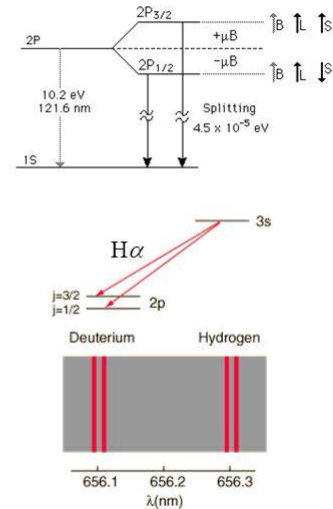 2P3/2
2P
+μB
B L S
2P1/2
−μB
B L S
10.2 eV
121.6 nm
Splitting
4.5 x 10-5 eV
1S
3s
Hα
j=3/2
2p
j=1/2
Deuterium Hydrogen
656.1 656.2 656.3
λ(nm)